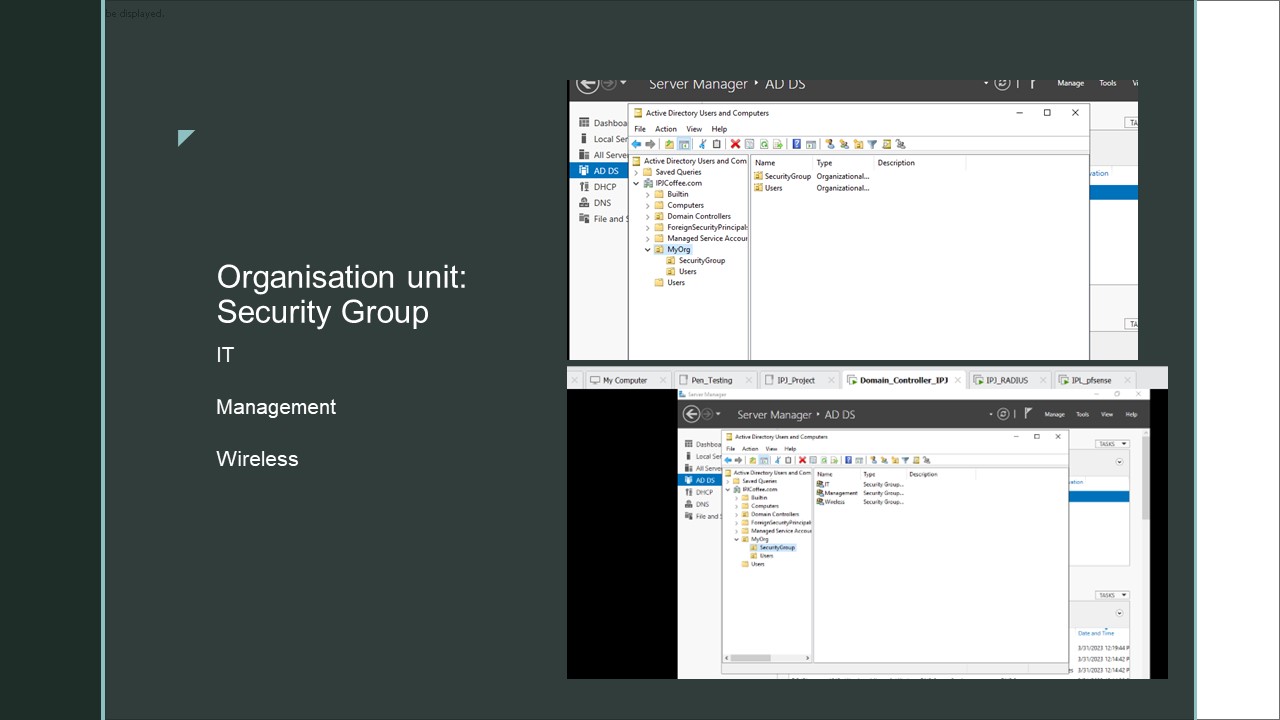 be displayed.
Organisation unit:
Security Group
IT
Management
Wireless
Server Manager ‣ AD DS
Manage Tools
Active Directory Users and Computers
File Action View Help
Dashboa
Local Ser
All Serve
AD DS
DHCP
DNS
File and S
Active Directory Users and Com
Saved Queries
IPJCoffee.com
Builtin
Computers
Domain Controllers
ForeignSecurityPrincipals
Managed Service Accour
MyOrg
SecurityGroup
Users
Users
Name Type Description
SecurityGroup Organizational...
Users Organizational...
TA
vation
TA
My Computer Pen_Testing IPJ_Project Domain_Controller_IPJ IPJ_RADIUS IPL_pfsense
Server Manager
Server Manager ‣ AD DS
Manage Tools View Help
Active Directory Users and Computers
File Action View Help
Dashboa
Local Ser
All Serve
AD DS
DHCP
DNS
File and S
Active Directory Users and Com
Saved Queries
IPJCoffee.com
Builtin
Computers
Domain Controllers
ForeignSecurityPrincipals
Managed Service Accour
MyOrg
SecurityGroup
Users
Users
Name Type Description
IT Security Group...
Management Security Group...
Wireless Security Group...
TASKS
vation
TASKS
Date and Time
3/31/2023 12:19:44 P
3/31/2023 12:14:42 P
3/31/2023 12:14:42 P